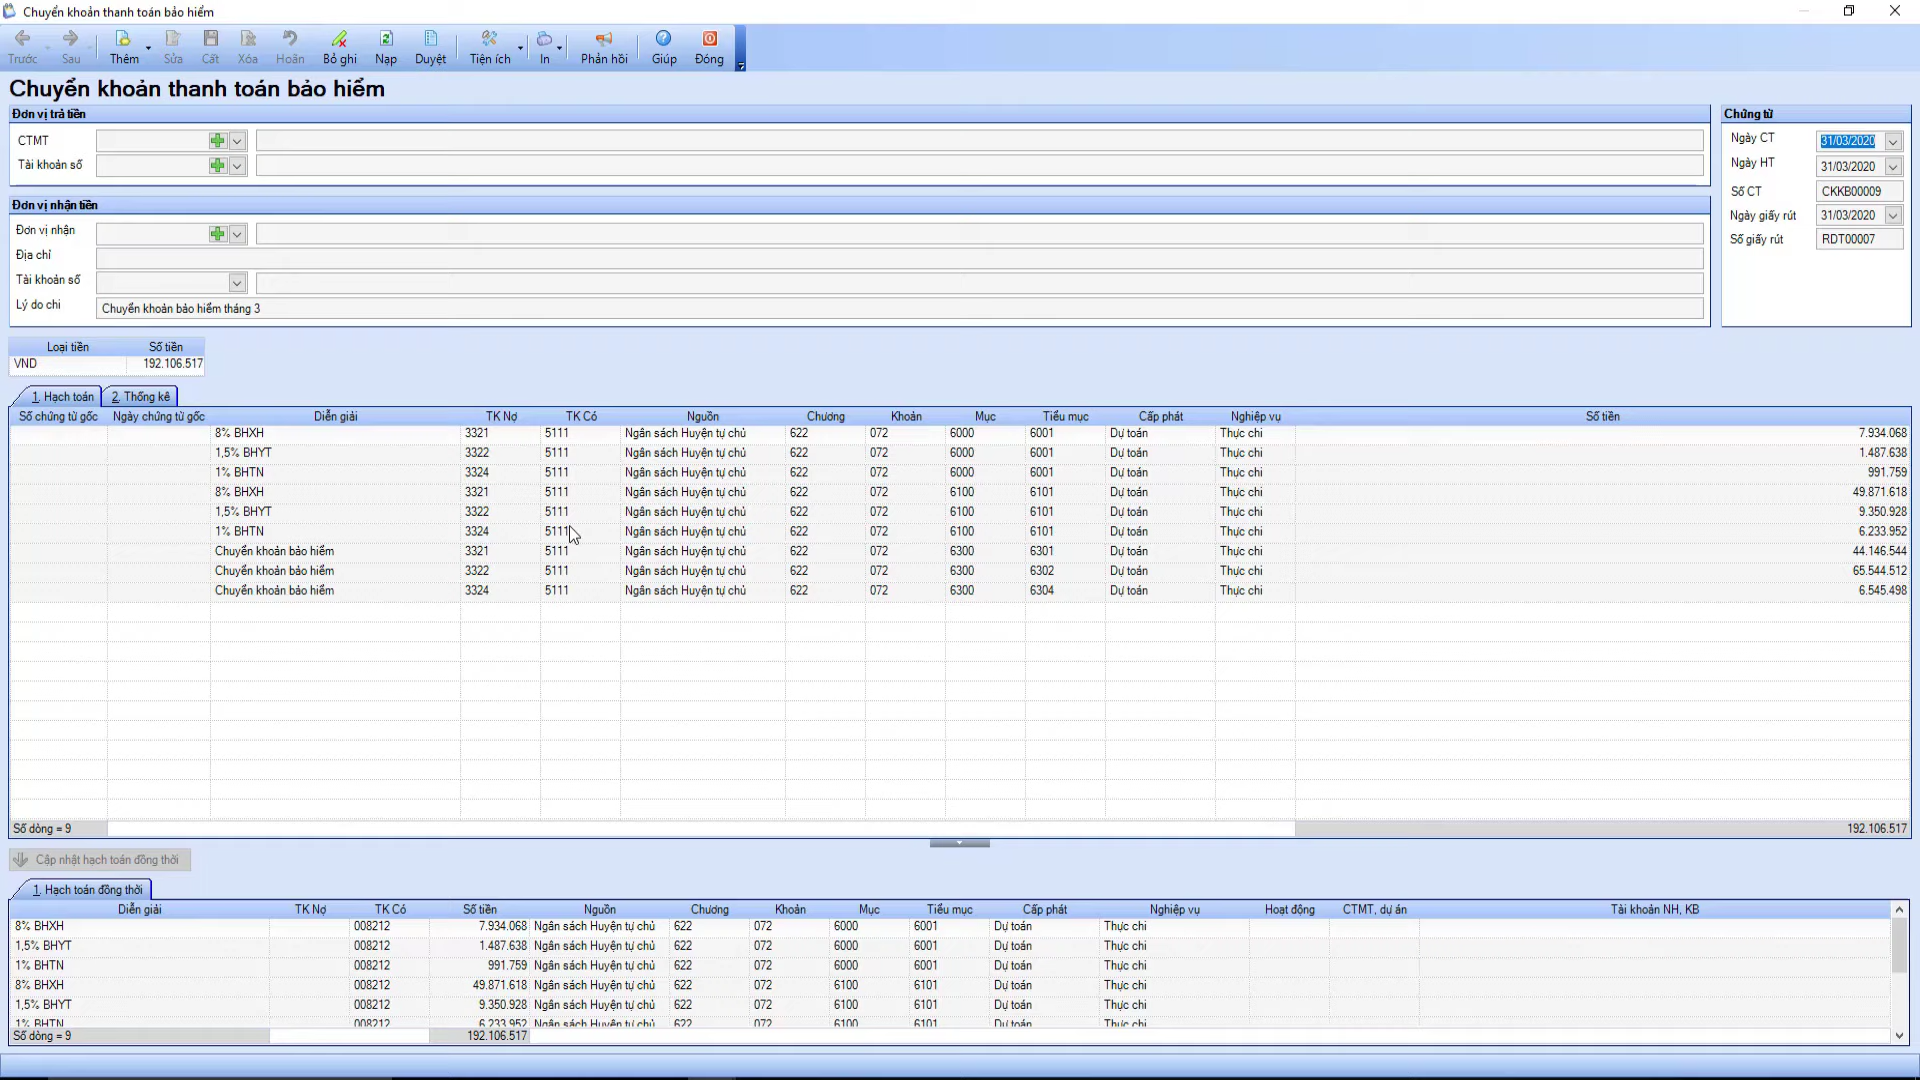 Chuyển khoản thanh toán bảo hiểm
Trước Sau Thêm Sửa Cất Xóa Hoãn Bỏ ghi Nạp Duyệt Tiện ích In Phản hồi Giúp Đóng
Chuyển khoản thanh toán bảo hiểm
Đơn vị trả tiền
CTMT
Tài khoản số
Đơn vị nhận tiền
Đơn vị nhận
Địa chỉ
Tài khoản số
Lý do chi Chuyển khoản bảo hiểm tháng 3
Chứng từ
Ngày CT 31/03/2020
Ngày HT 31/03/2020
Số CT CKKB00009
Ngày giấy rút 31/03/2020
Số giấy rút RDT00007
Loại tiền Số tiền
VND 192.106.517
1. Hạch toán 2. Thống kê
Số chứng từ gốc Ngày chứng từ gốc Diễn giải TK Nợ TK Có Nguồn Chương Khoản Mục Tiểu mục Cấp phát Nghiệp vụ Số tiền
8% BHXH 3321 5111 Ngân sách Huyện tự chủ 622 072 6000 6001 Dự toán Thực chi 7.934.068
1,5% BHYT 3322 5111 Ngân sách Huyện tự chủ 622 072 6000 6001 Dự toán Thực chi 1.487.638
1% BHTN 3324 5111 Ngân sách Huyện tự chủ 622 072 6000 6001 Dự toán Thực chi 991.759
8% BHXH 3321 5111 Ngân sách Huyện tự chủ 622 072 6100 6101 Dự toán Thực chi 49.871.618
1,5% BHYT 3322 5111 Ngân sách Huyện tự chủ 622 072 6100 6101 Dự toán Thực chi 9.350.928
1% BHTN 3324 5111 Ngân sách Huyện tự chủ 622 072 6100 6101 Dự toán Thực chi 6.233.952
Chuyển khoản bảo hiểm 3321 5111 Ngân sách Huyện tự chủ 622 072 6300 6301 Dự toán Thực chi 44.146.544
Chuyển khoản bảo hiểm 3322 5111 Ngân sách Huyện tự chủ 622 072 6300 6302 Dự toán Thực chi 65.544.512
Chuyển khoản bảo hiểm 3324 5111 Ngân sách Huyện tự chủ 622 072 6300 6304 Dự toán Thực chi 6.545.498
Số dòng = 9 192.106.517
Cập nhật hạch toán đồng thời
1. Hạch toán đồng thời
Diễn giải TK Nợ TK Có Số tiền Nguồn Chương Khoản Mục Tiểu mục Cấp phát Nghiệp vụ Hoạt động CTMT, dự án Tài khoản NH, KB
8% BHXH 008212 7.934.068 Ngân sách Huyện tự chủ 622 072 6000 6001 Dự toán Thực chi
1,5% BHYT 008212 1.487.638 Ngân sách Huyện tự chủ 622 072 6000 6001 Dự toán Thực chi
1% BHTN 008212 991.759 Ngân sách Huyện tự chủ 622 072 6000 6001 Dự toán Thực chi
8% BHXH 008212 49.871.618 Ngân sách Huyện tự chủ 622 072 6100 6101 Dự toán Thực chi
1,5% BHYT 008212 9.350.928 Ngân sách Huyện tự chủ 622 072 6100 6101 Dự toán Thực chi
1% BHTN 008212 6.233.952 Ngân sách Huyện tự chủ 622 072 6100 6101 Dự toán Thực chi
Số dòng = 9 192.106.517